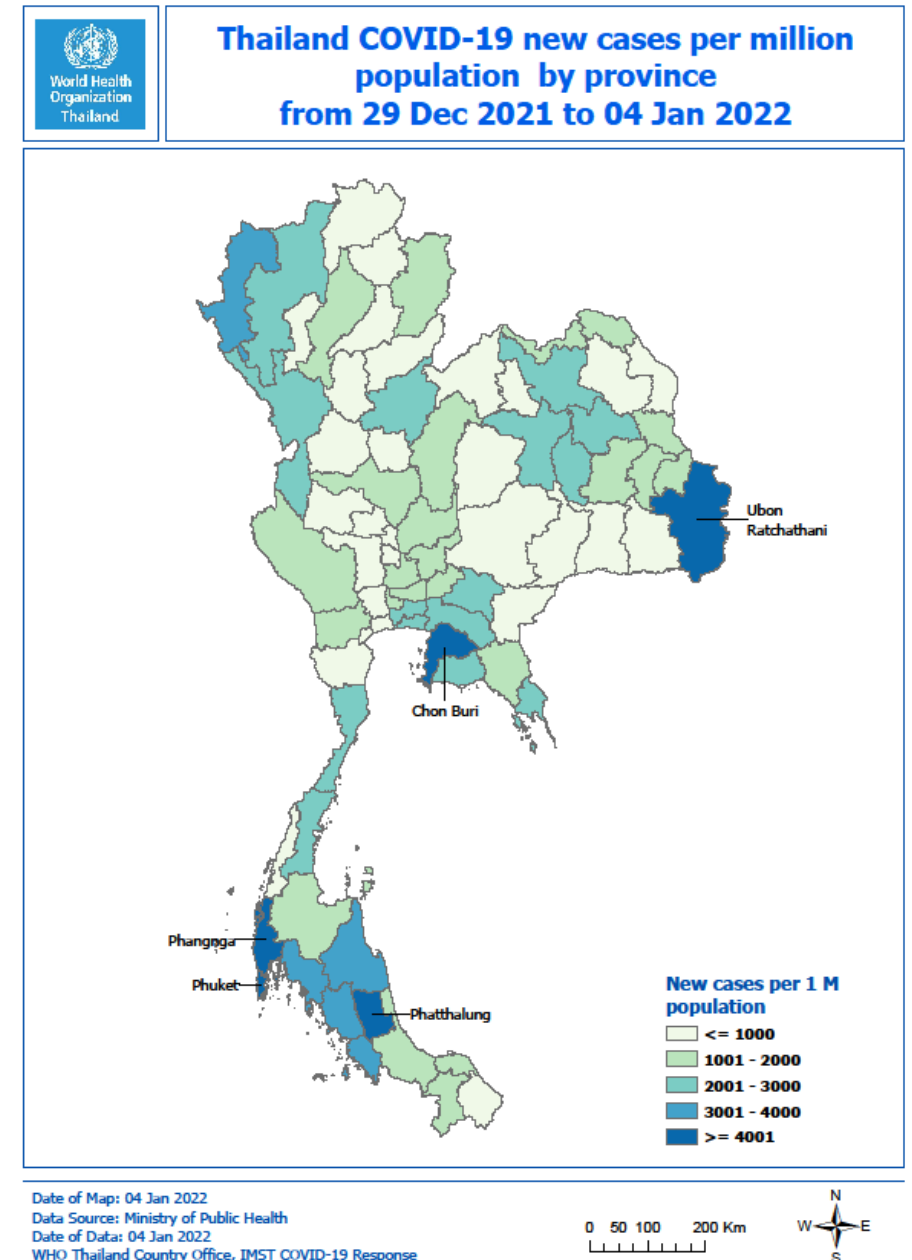 World Health
Organization
Thailand
Thailand COVID-19 new cases per million
population by province
from 29 Dec 2021 to 04 Jan 2022
Ubon
Ratchathani
Chon Buri
Phangnga
Phuket
Phatthalung
New cases per 1 M
population
<= 1000
1001 - 2000
2001 - 3000
3001 - 4000
>= 4001
Date of Map: 04 Jan 2022
Data Source: Ministry of Public Health
Date of Data: 04 Jan 2022
WHO Thailand Country Office, IMST COVID-19 Response
0 50 100 200 Km
N
W E
S